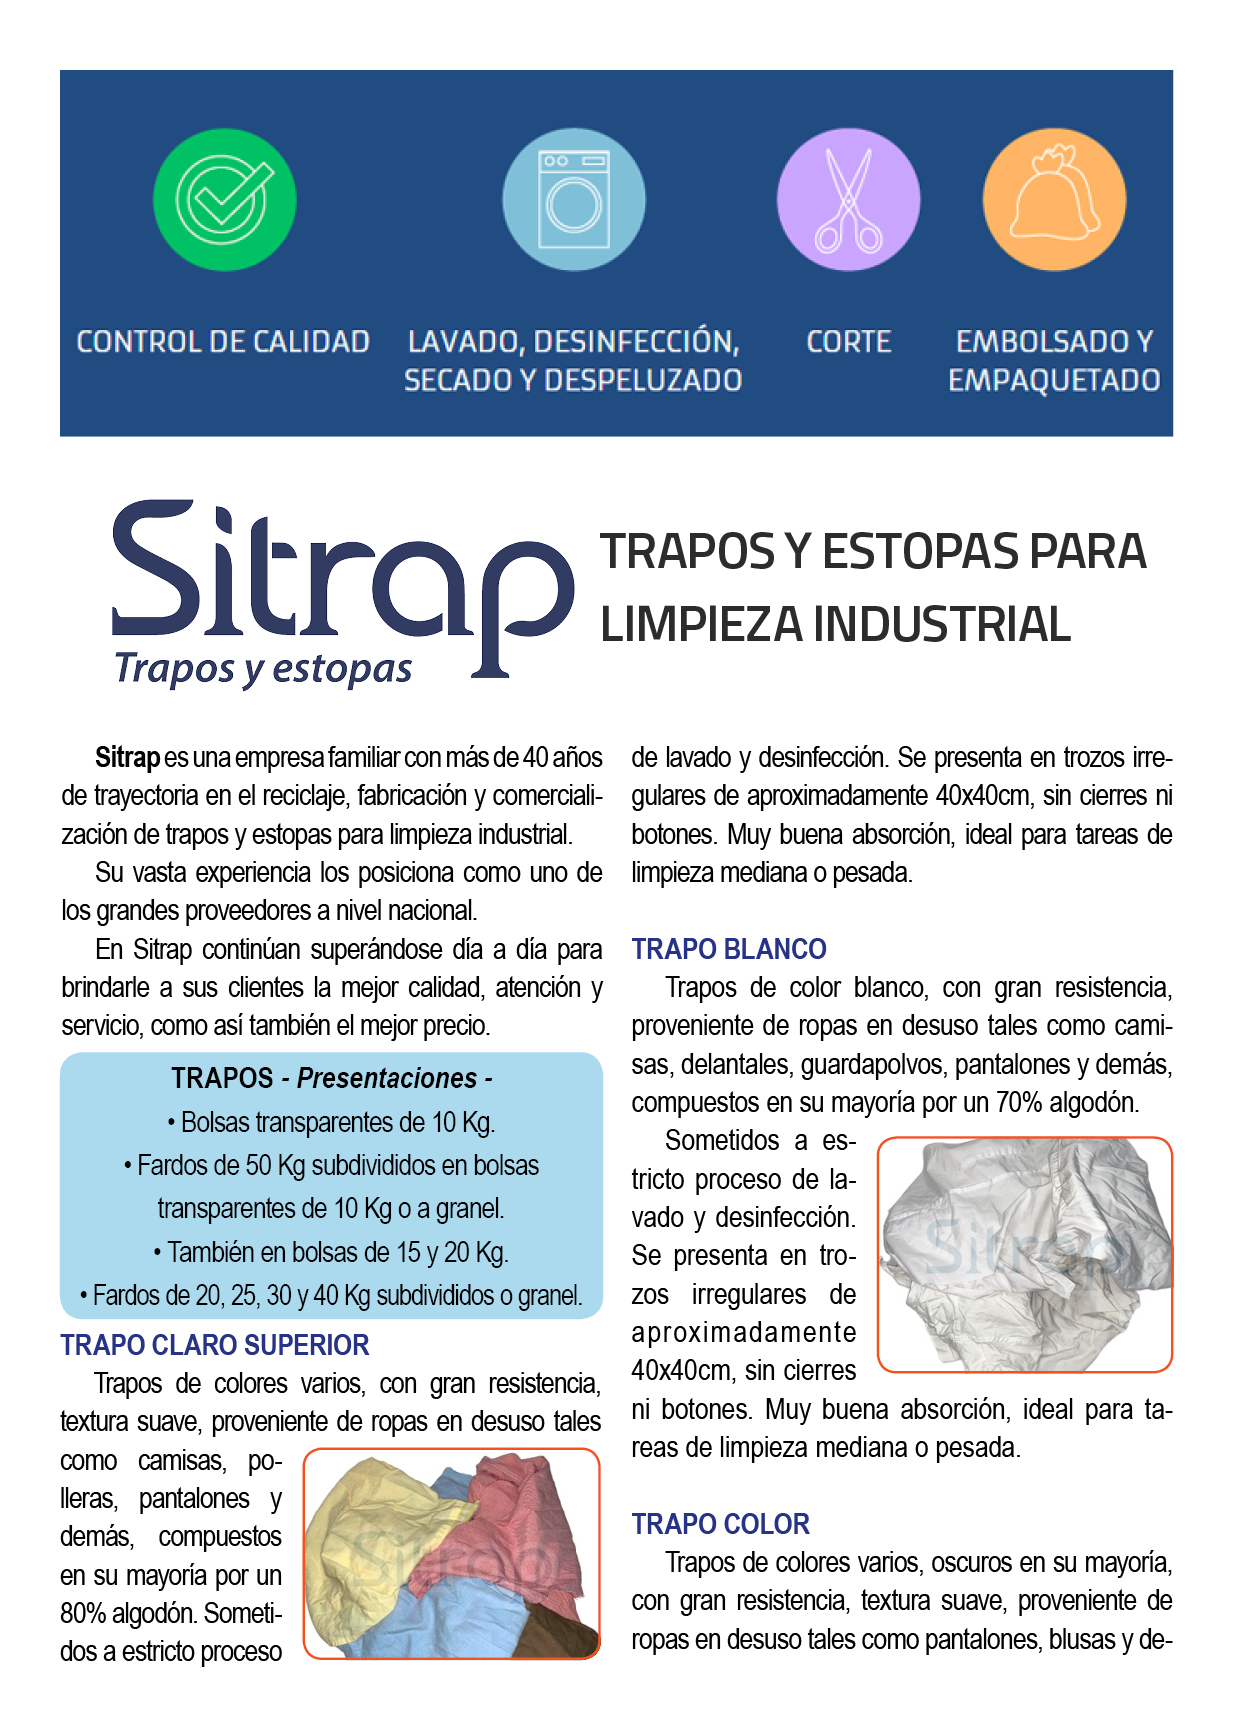 CONTROL DE CALIDAD
LAVADO, DESINFECCIÓN,
SECADO Y DESPELUZADO
CORTE
EMBOLSADO Y
EMPAQUETADO
Sitrap
Trapos y estopas
TRAPOS Y ESTOPAS PARA
LIMPIEZA INDUSTRIAL
Sitrap es una empresa familiar con más de 40 años
de trayectoria en el reciclaje, fabricación y comerciali-
zación de trapos y estopas para limpieza industrial.
Su vasta experiencia los posiciona como uno de
los grandes proveedores a nivel nacional.
En Sitrap continúan superándose día a día para
brindarle a sus clientes la mejor calidad, atención y
servicio, como así también el mejor precio.
TRAPOS - Presentaciones -
• Bolsas transparentes de 10 Kg.
• Fardos de 50 Kg subdivididos en bolsas
transparentes de 10 Kg o a granel.
• También en bolsas de 15 y 20 Kg.
• Fardos de 20, 25, 30 y 40 Kg subdivididos o granel.
TRAPO CLARO SUPERIOR
Trapos de colores varios, con gran resistencia,
textura suave, proveniente de ropas en desuso tales
como camisas, po-
lleras, pantalones y
demás, compuestos
en su mayoría por un
80% algodón. Someti-
dos a estricto proceso
Sitrap
de lavado y desinfección. Se presenta en trozos irre-
gulares de aproximadamente 40x40cm, sin cierres ni
botones. Muy buena absorción, ideal para tareas de
limpieza mediana o pesada.
TRAPO BLANCO
Trapos de color blanco, con gran resistencia,
proveniente de ropas en desuso tales como cami-
sas, delantales, guardapolvos, pantalones y demás,
compuestos en su mayoría por un 70% algodón.
Sometidos a es-
tricto proceso de la-
vado y desinfección.
Se presenta en tro-
zos irregulares de
aproximadamente
40x40cm, sin cierres
ni botones. Muy buena absorción, ideal para ta-
reas de limpieza mediana o pesada.
Sitrap
TRAPO COLOR
Trapos de colores varios, oscuros en su mayoría,
con gran resistencia, textura suave, proveniente de
ropas en desuso tales como pantalones, blusas y de-